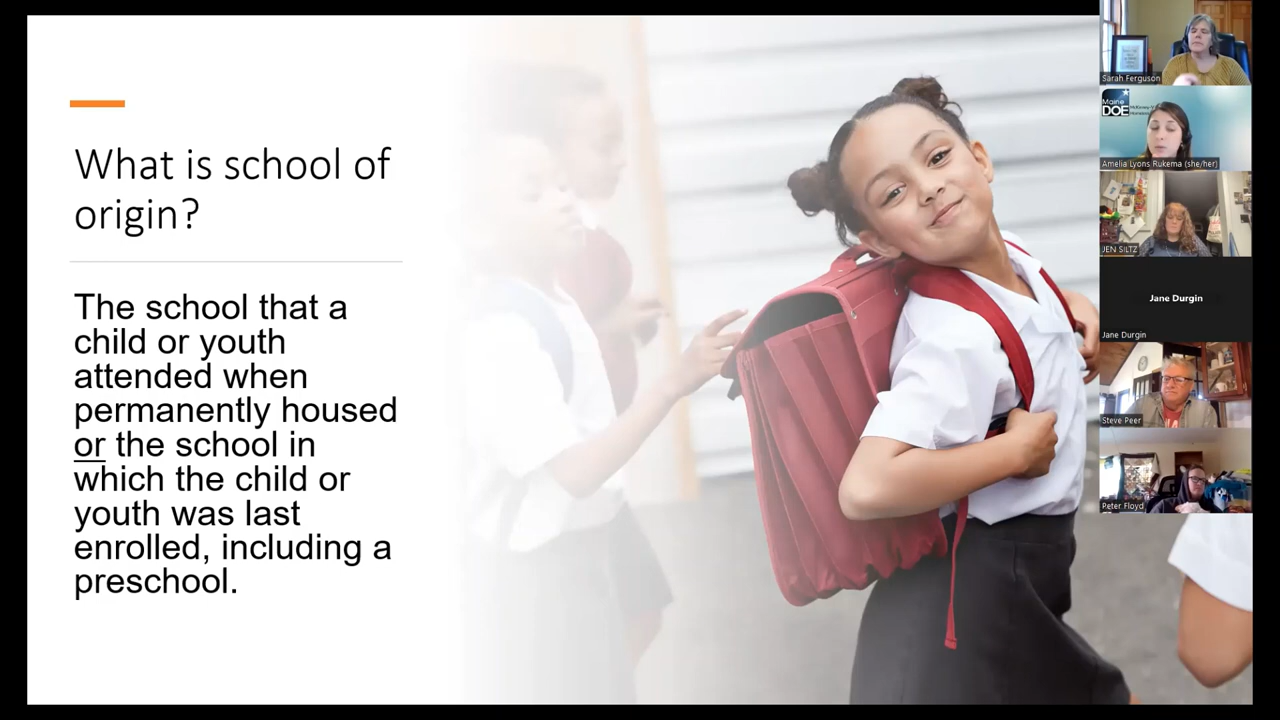 What is school of
origin?
The school that a
child or youth
attended when
permanently housed
or the school in
which the child or
youth was last
enrolled, including a
preschool.
Sarah Ferguson
Maine
DOE
Amelia Lyons Rukema (she/her)
JEN SILTZ
Jane Durgin
Jane Durgin
Steve Peer
Peter Floyd